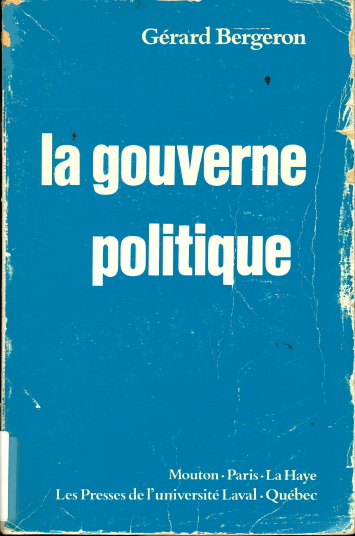 Gérard Bergeron
la gouverne
politique
Mouton · Paris · La Haye
Les Presses de l'université Laval · Québec